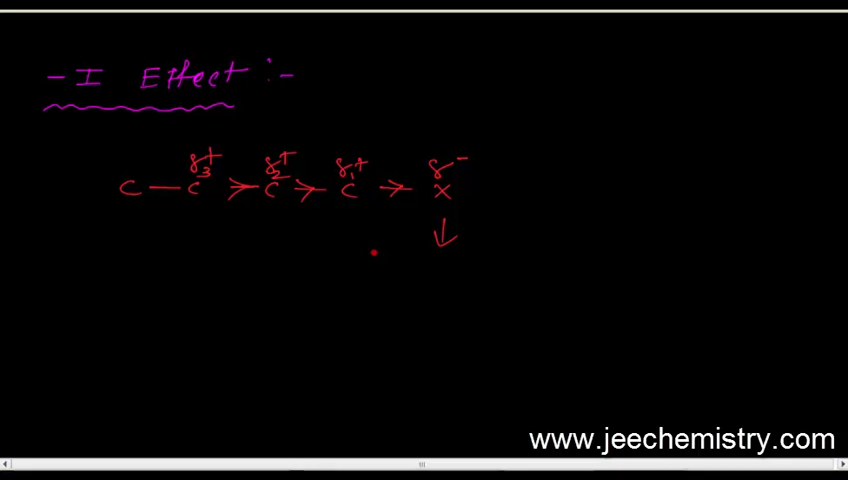 - I Effect :-
δ₃+ δ₂+ δ₁+ δ-
C — C > C > C > X
www.jeechemistry.com